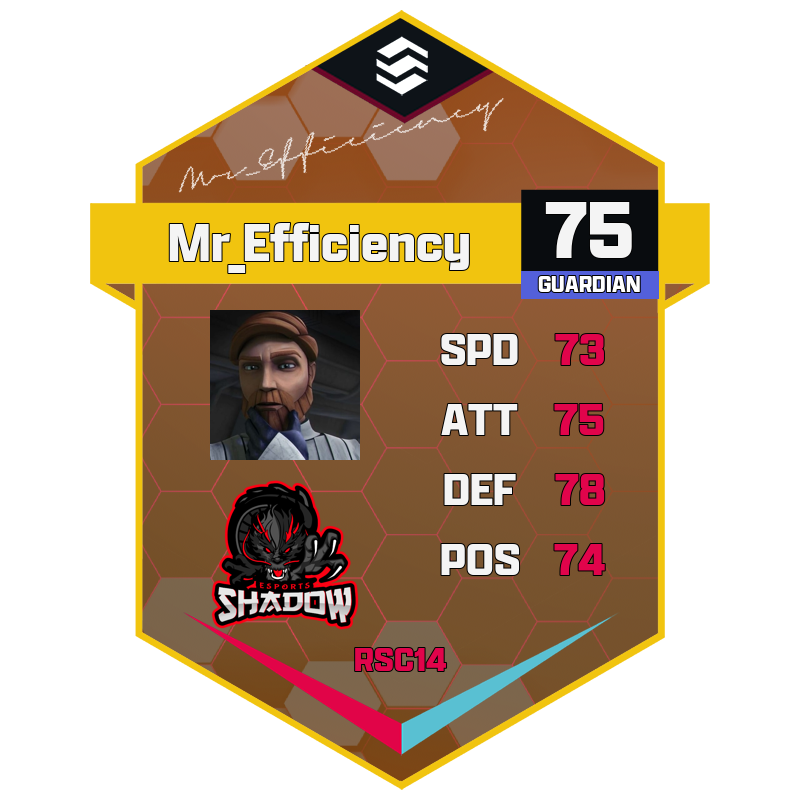 Mr_Efficiency
Mr_Efficiency
75
GUARDIAN
SPD 73
ATT 75
DEF 78
POS 74
ESPORTS
SHADOW
RSC14